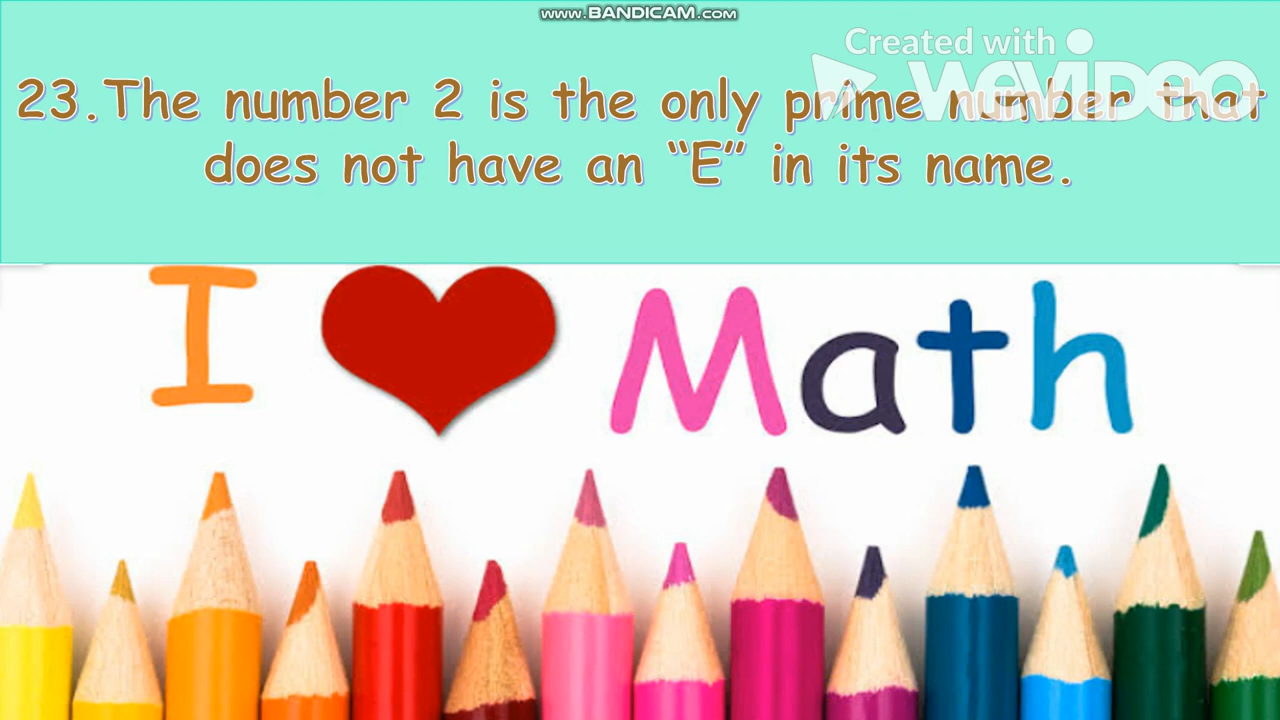 www.BANDICAM.com
Created with
WEVIDEO
23.The number 2 is the only prime number that
does not have an “E” in its name.
I Math